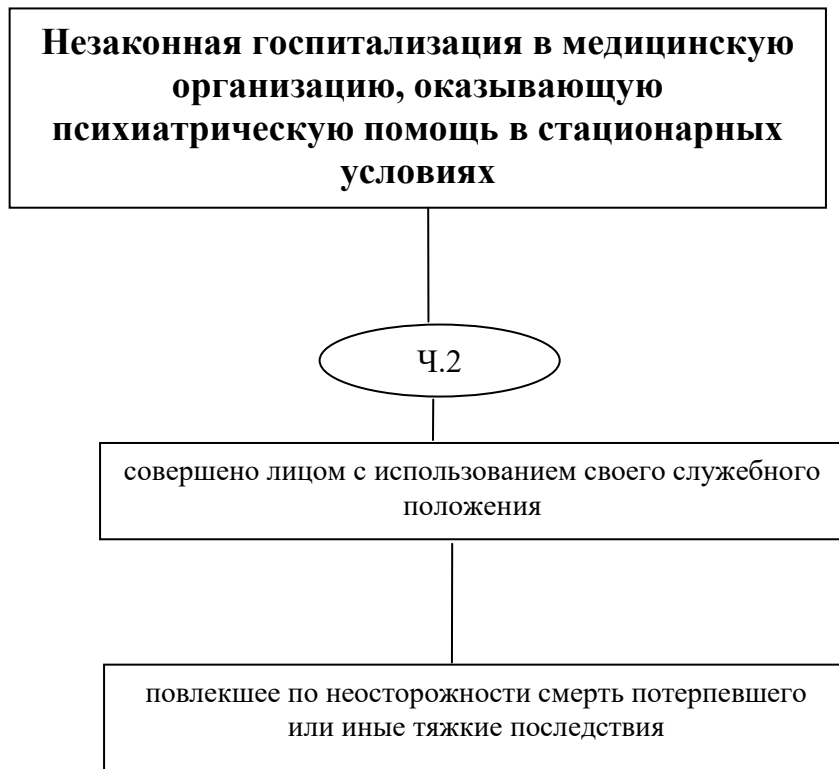 Незаконная госпитализация в медицинскую
организацию, оказывающую
психиатрическую помощь в стационарных
условиях
Ч.2
совершено лицом с использованием своего служебного
положения
повлекшее по неосторожности смерть потерпевшего
или иные тяжкие последствия